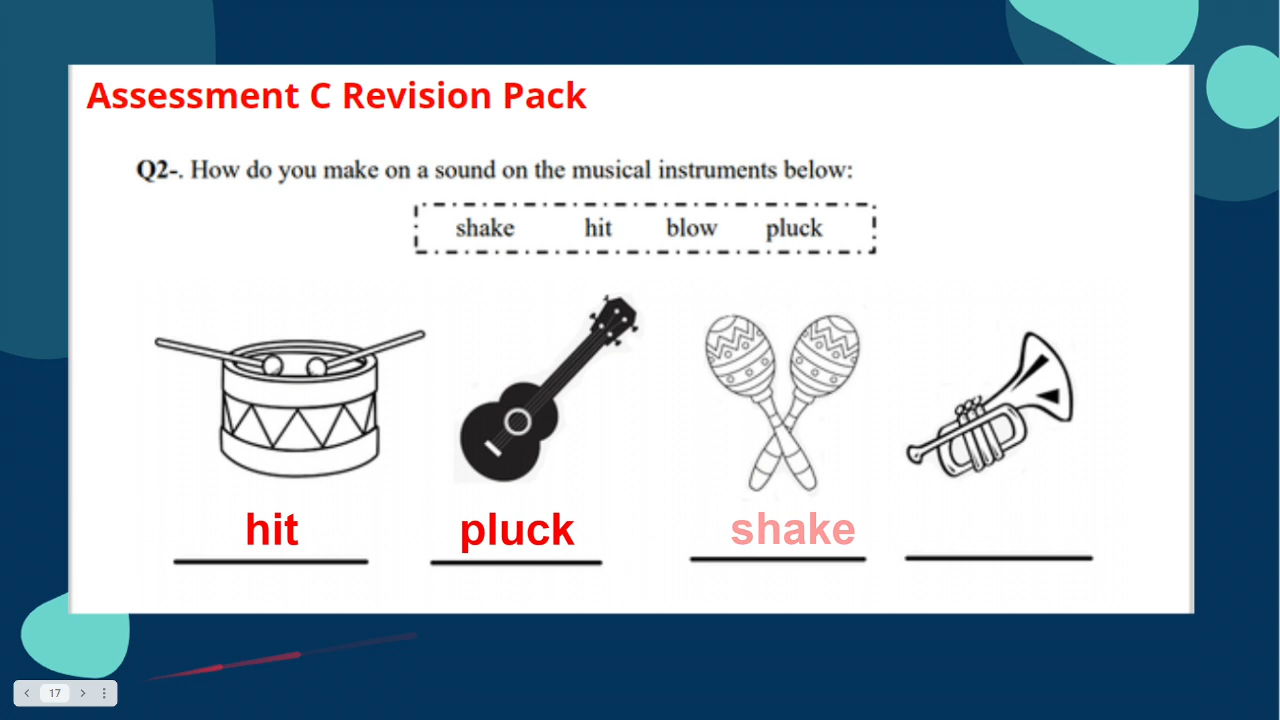 Assessment C Revision Pack
Q2-. How do you make on a sound on the musical instruments below:
shake hit blow pluck
hit pluck shake
17